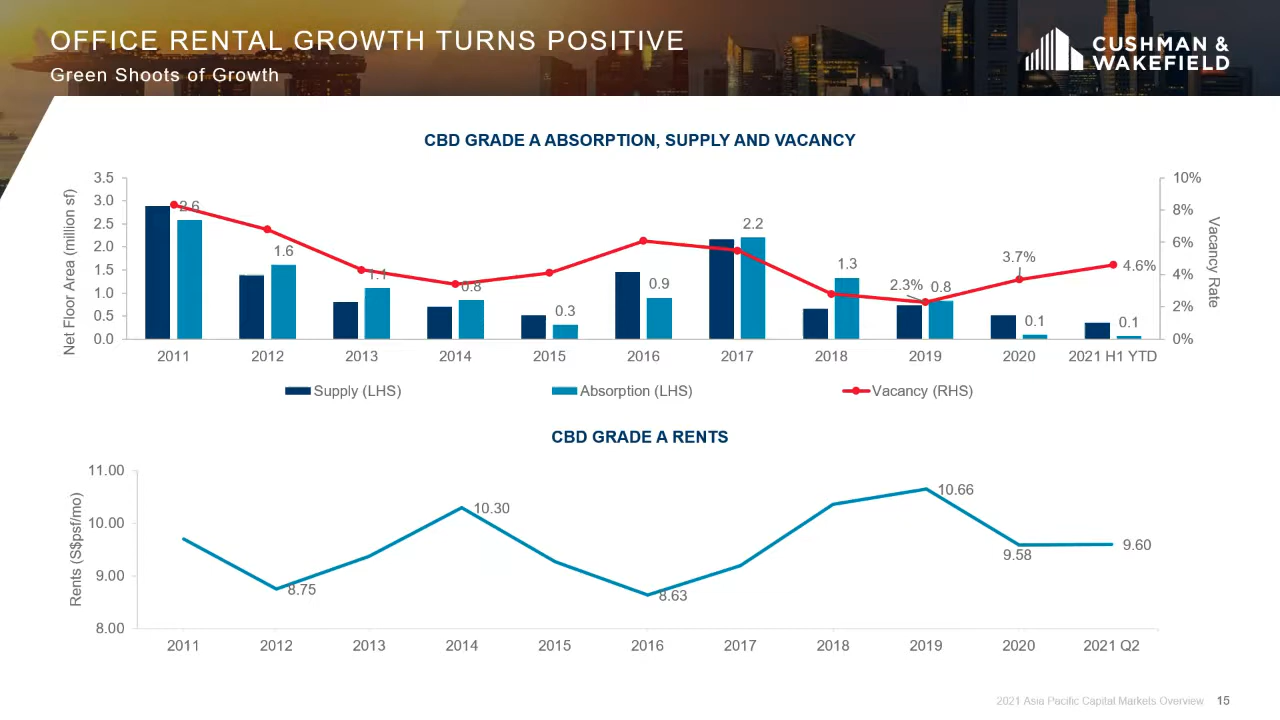 OFFICE RENTAL GROWTH TURNS POSITIVE
Green Shoots of Growth
CUSHMAN &
WAKEFIELD
CBD GRADE A ABSORPTION, SUPPLY AND VACANCY
Net Floor Area (million sf)
3.5
3.0
2.5
2.0
1.5
1.0
0.5
0.0
2.6
1.6
1.1
0.8
0.3
0.9
2.2
1.3
2.3%
0.8
3.7%
0.1
4.6%
0.1
10%
8%
6%
4%
2%
0%
Vacancy Rate
2011 2012 2013 2014 2015 2016 2017 2018 2019 2020 2021 H1 YTD
Supply (LHS) Absorption (LHS) Vacancy (RHS)
CBD GRADE A RENTS
Rents (S$psf/mo)
11.00
10.00
9.00
8.00
8.75
10.30
8.63
10.66
9.58
9.60
2011 2012 2013 2014 2015 2016 2017 2018 2019 2020 2021 Q2
2021 Asia Pacific Capital Markets Overview 15